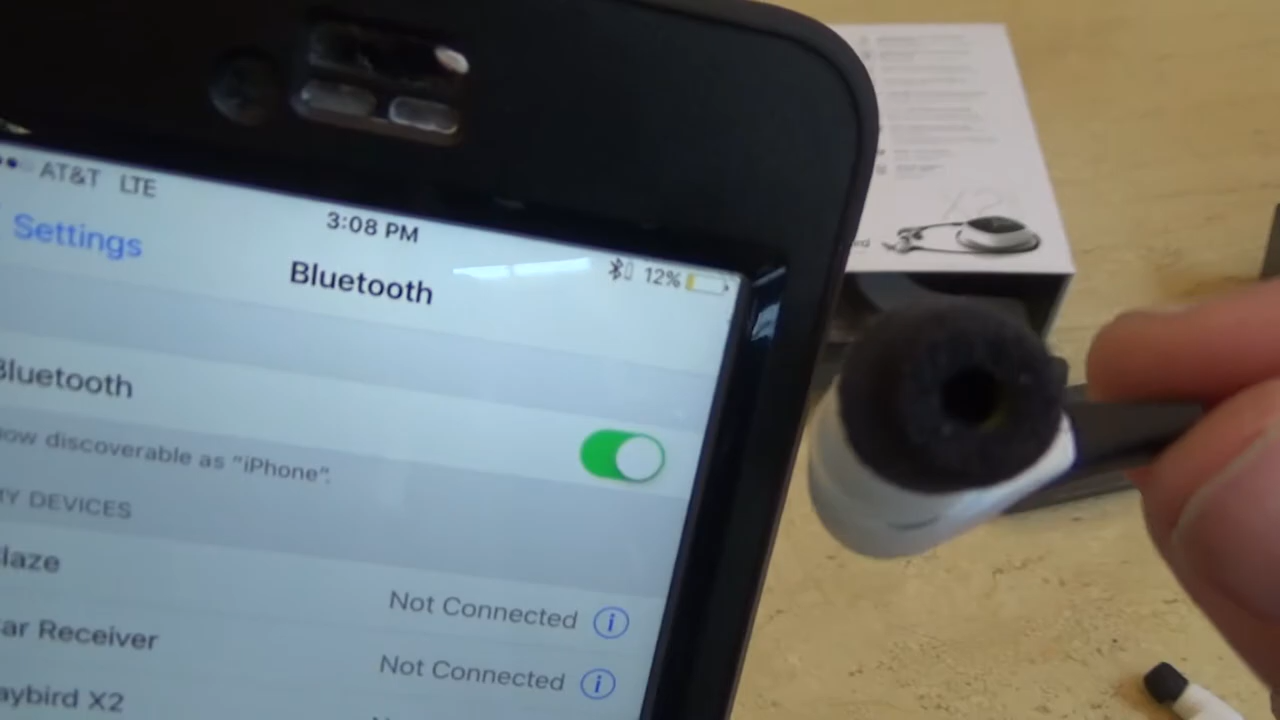 AT&T LTE
3:08 PM
12%
Settings
Bluetooth
Bluetooth
ow discoverable as "iPhone".
Y DEVICES
laze
Not Connected
ar Receiver
Not Connected
aybird X2
X2